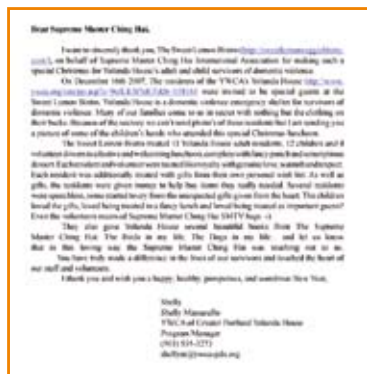 Dear Supreme Master Ching Hai,
I want to sincerely thank you, The Sweet Lemon Bistro
on behalf of Supreme Master Ching Hai International Association for making such a
special Christmas for Yolanda House's adult and child survivors of domestic violence.
On December 16th 2007, The residents of the YWCA's Yolanda House
were invited to be special guests at the
Sweet Lemon Bistro. Yolanda House is a domestic violence emergency shelter for survivors of
domestic violence. Many of our families come to us in secret with nothing but the clothing on
their backs. Because of the secrecy we can't send photo's of these residents but I am sending you
a picture of some of the children's hands who attended this special Christmas luncheon.
The Sweet Lemon Bistro treated 11 Yolanda House adult residents, 12 children and 4
volunteer drivers to a festive and welcoming luncheon, complete with fancy punch and scrumptious
dessert. Each resident and volunteer were treated like royalty with genuine love, warmth and respect.
Each resident was additionally treated with gifts from their own personal wish list. As well as
gifts, the residents were given money to help buy items they really needed. Several residents
were speechless, some started to cry from the unexpected gifts given from the heart. The children
loved the gifts, loved being treated to a fancy lunch and loved being treated as important guests!
Even the volunteers received Supreme Master Ching Hai SMTV bags :-)
They also gave Yolanda House several beautiful books from The Supreme
Master Ching Hai: The Birds in my life, The Dogs in my life and let us know
that in this loving way the Supreme Master Ching Hai was reaching out to us.
You have truly made a difference in the lives of our survivors and touched the heart of
our staff and volunteers.
I thank you and wish you a happy, healthy, prosperous, and sometime New Year,
Shelly
YWCA of Greater Portland Yolanda House
Program Manager